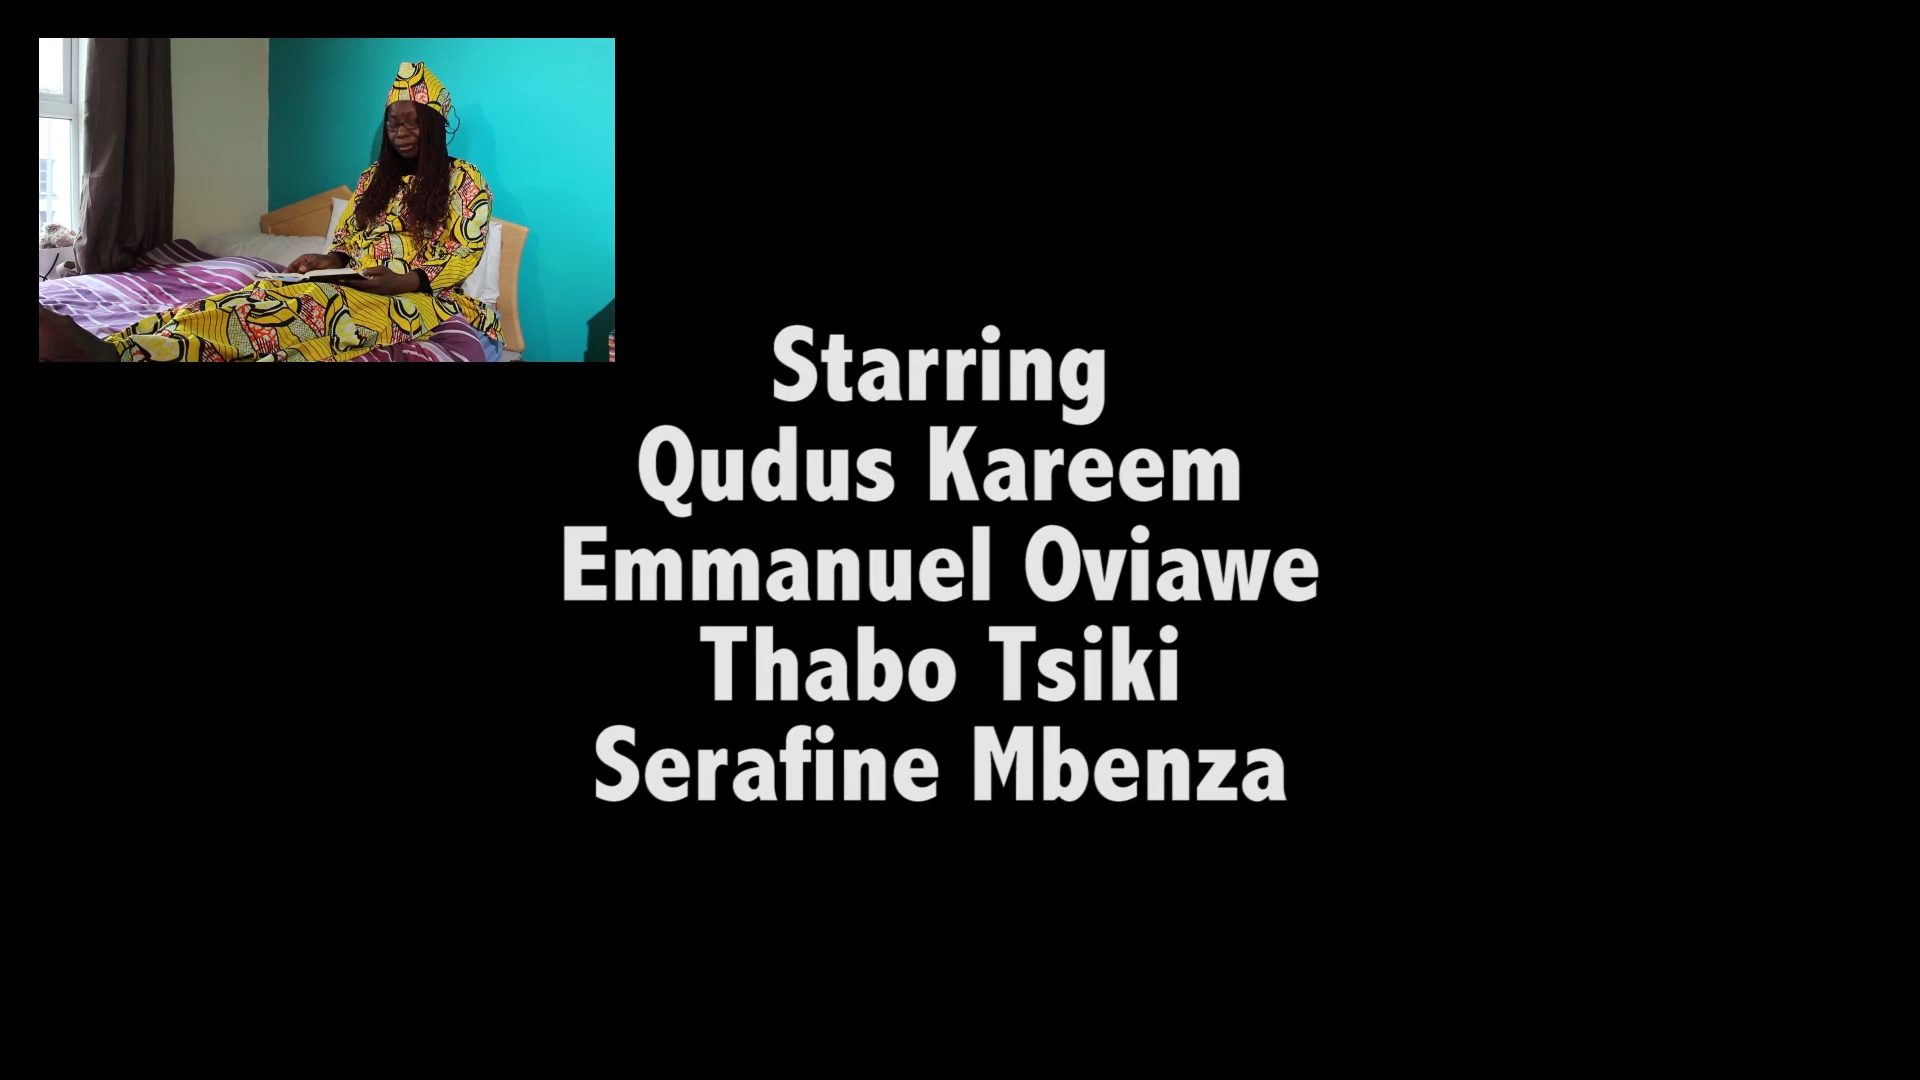 Starring
Qudus Kareem
Emmanuel Oviawe
Thabo Tsiki
Serafine Mbenza